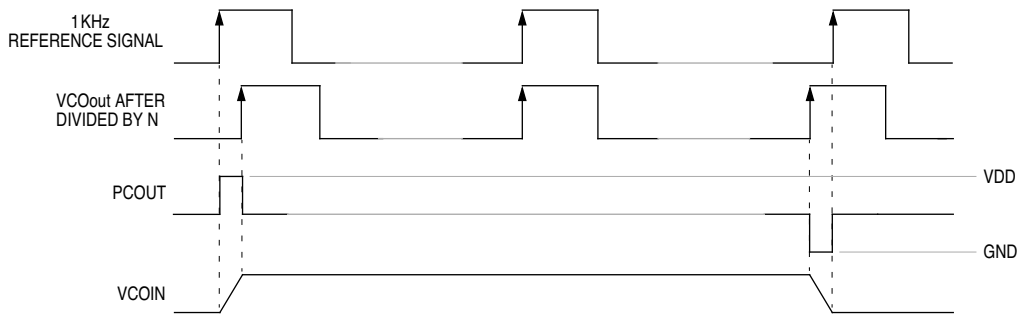 1KHz
REFERENCE SIGNAL
VCOout AFTER
DIVIDED BY N
PCOUT
VDD
GND
VCOIN